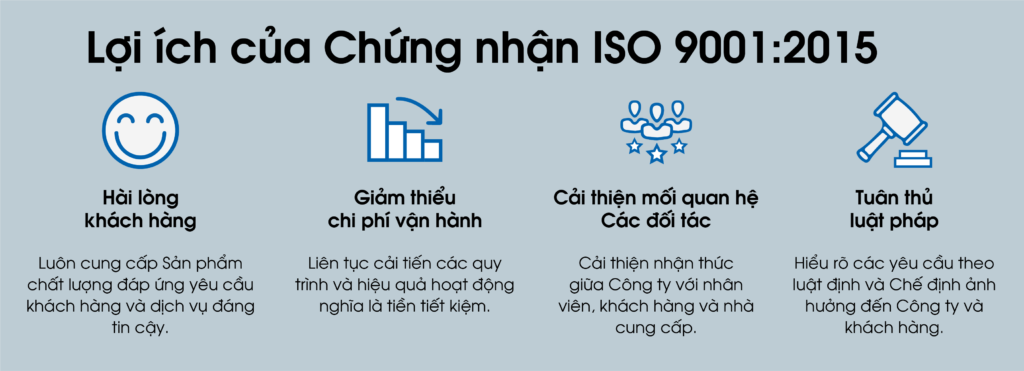 Lợi ích của Chứng nhận ISO 9001:2015
Hài lòng
khách hàng
Luôn cung cấp Sản phẩm
chất lượng đáp ứng yêu cầu
khách hàng và dịch vụ đáng
tin cậy.
Giảm thiểu
chi phí vận hành
Liên tục cải tiến các quy
trình và hiệu quả hoạt động
nghĩa là tiền tiết kiệm.
Cải thiện mối quan hệ
Các đối tác
Cải thiện nhận thức
giữa Công ty với nhân
viên, khách hàng và nhà
cung cấp.
Tuân thủ
luật pháp
Hiểu rõ các yêu cầu theo
luật định và Chế định ảnh
hưởng đến Công ty và
khách hàng.